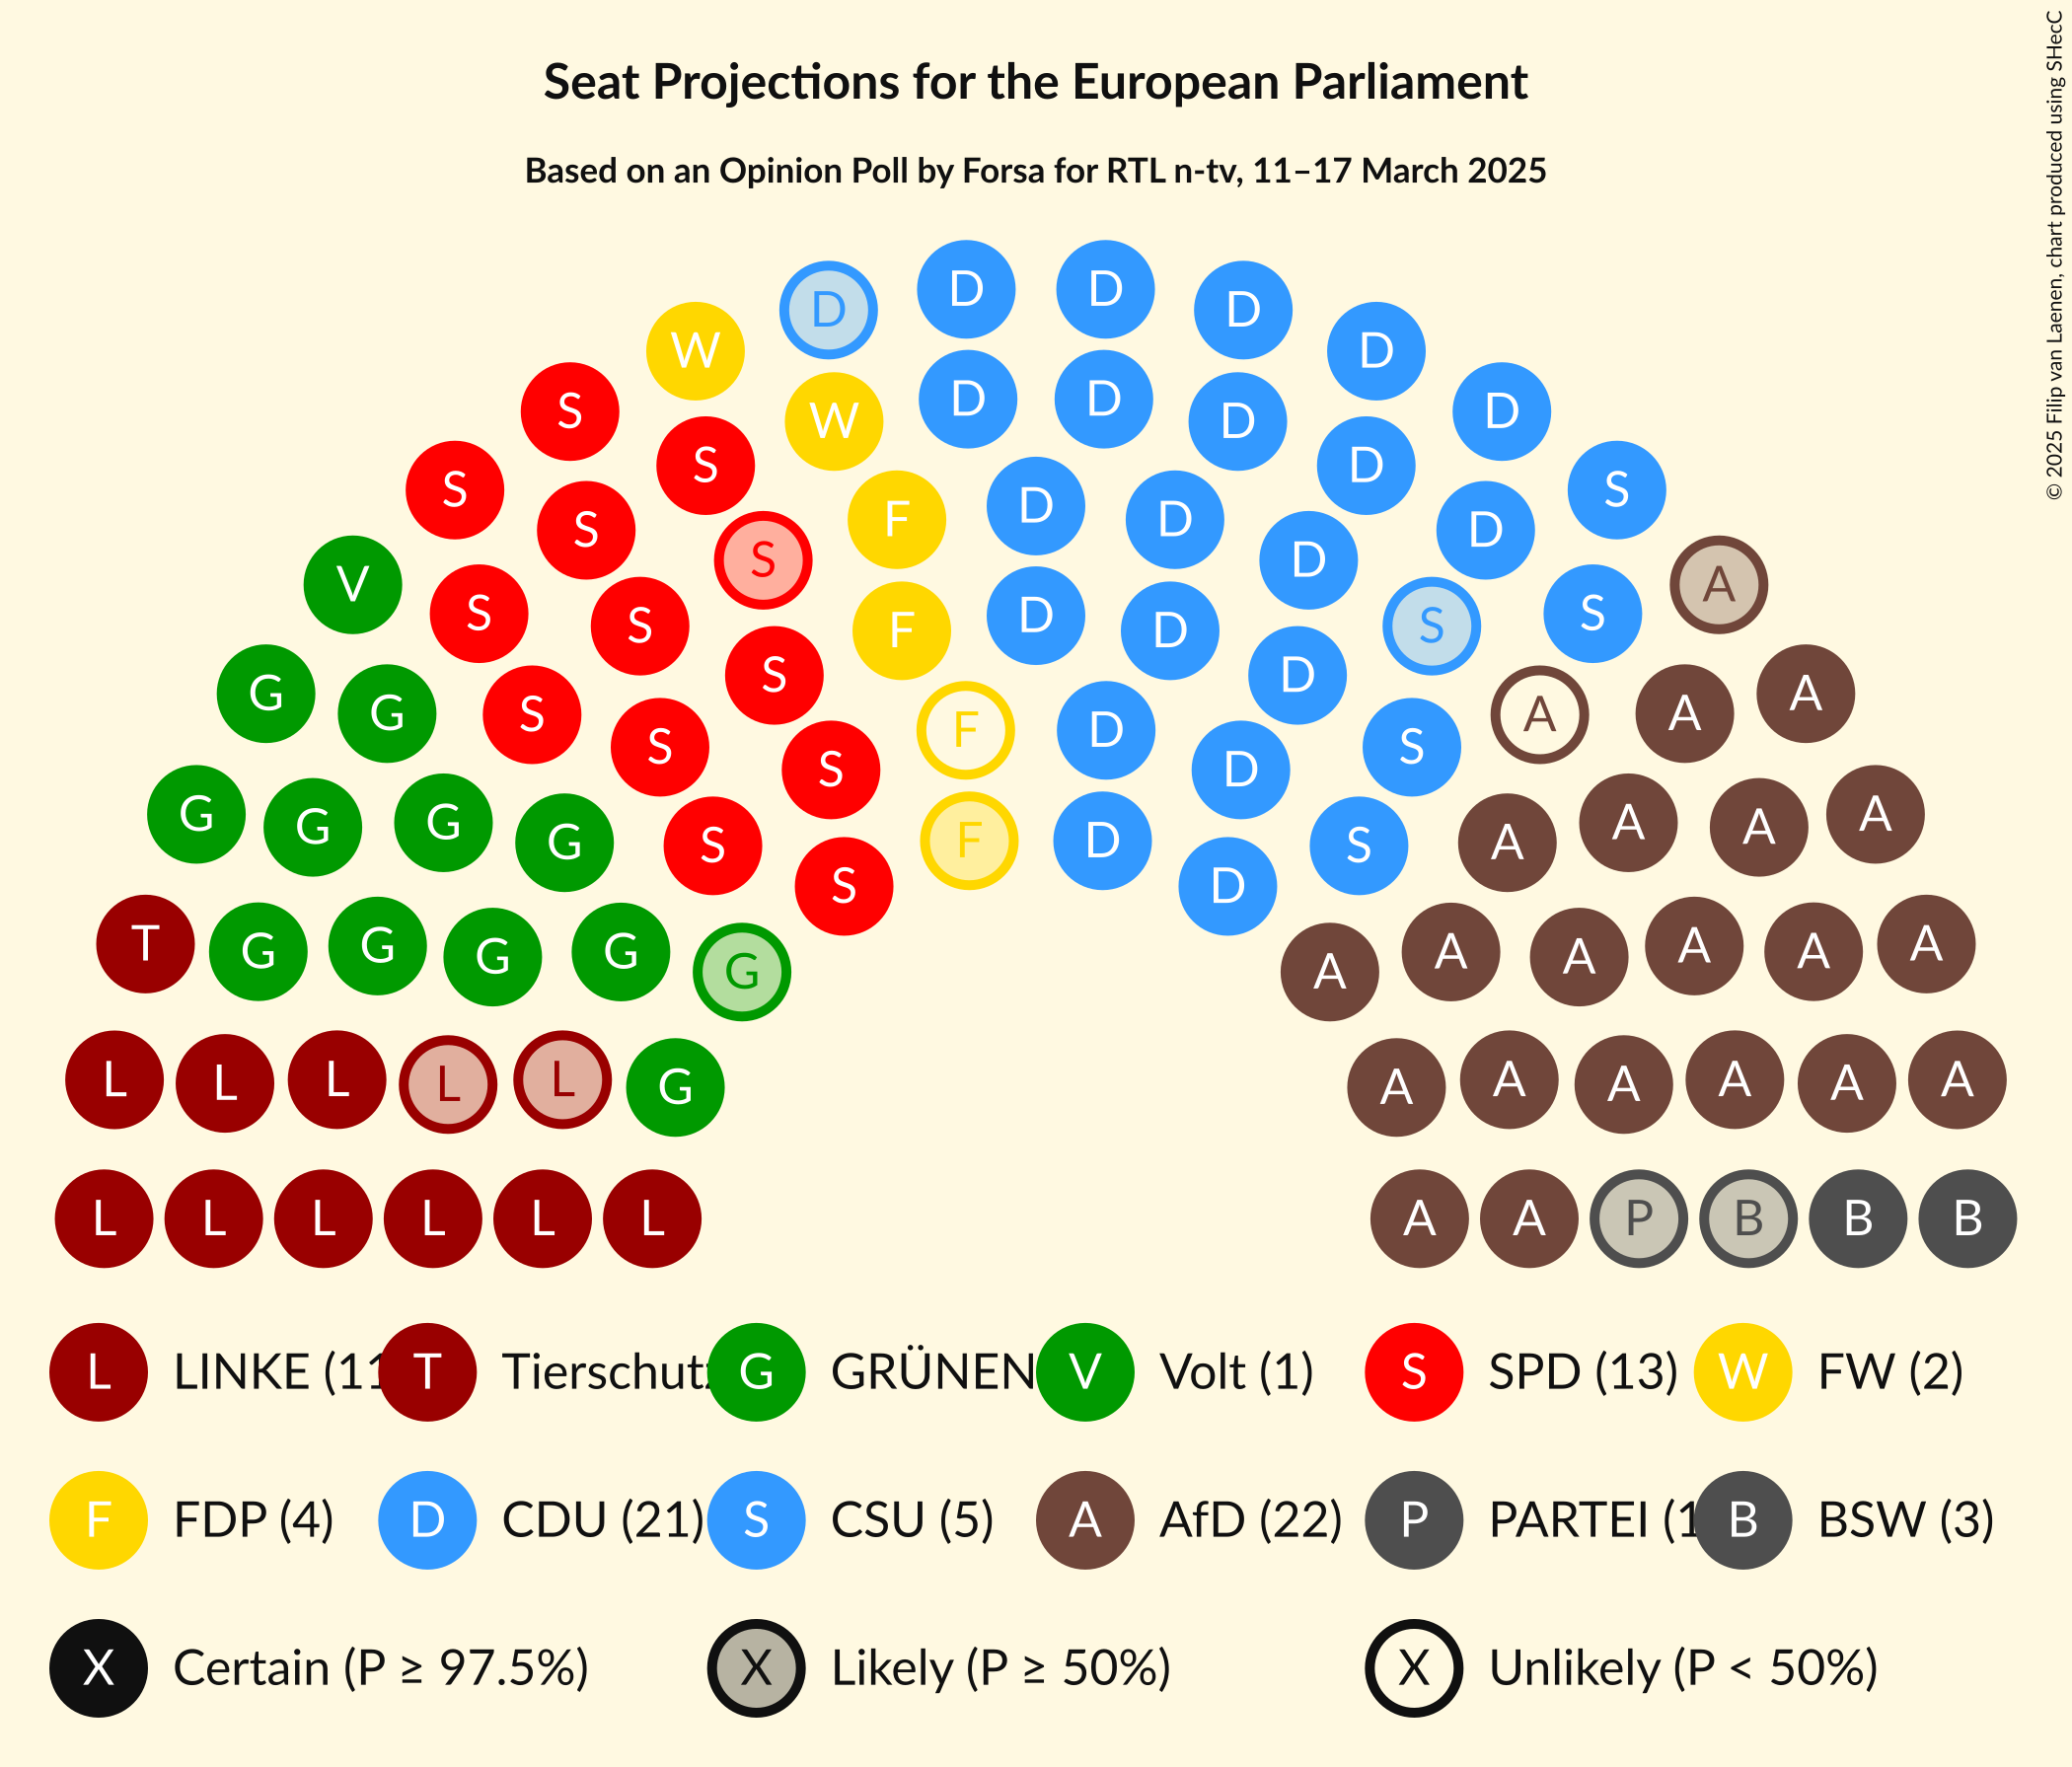 Seat Projections for the European Parliament
Based on an Opinion Poll by Forsa for RTL n-tv, 11–17 March 2025
© 2025 Filip van Laenen, chart produced using SHecC
D D D D
W D
S W D D D D
S D
S F D D S
S D
S D
V A
S S F D D S S
S D
G G S A A A
S F D S
S D
G G G G A A A A
S F D S
S D
T G G G G A A A A A
G A
L L L L L G A A A A A A
L L L L L L A A P B B B
L LINKE (11 T Tierschutz G GRÜNEN V Volt (1) S SPD (13) W FW (2)
F FDP (4) D CDU (21) S CSU (5) A AfD (22) P PARTEI (1 B BSW (3)
X Certain (P ≥ 97.5%) X Likely (P ≥ 50%) X Unlikely (P < 50%)